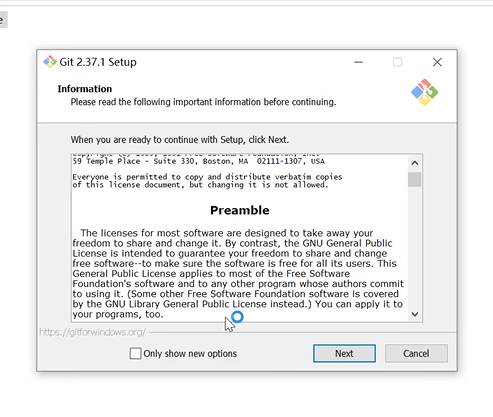 e
Git 2.37.1 Setup
Information
Please read the following important information before continuing.
When you are ready to continue with Setup, click Next.
59 Temple Place - Suite 330, Boston, MA  02111-1307, USA
Everyone is permitted to copy and distribute verbatim copies
of this license document, but changing it is not allowed.
Preamble
The licenses for most software are designed to take away your
freedom to share and change it. By contrast, the GNU General Public
License is intended to guarantee your freedom to share and change
free software--to make sure the software is free for all its users. This
General Public License applies to most of the Free Software
Foundation's software and to any other program whose authors commit
to using it. (Some other Free Software Foundation software is covered
by the GNU Library General Public License instead.) You can apply it to
your programs, too.
https://gitforwindows.org/
Only show new options
Next
Cancel